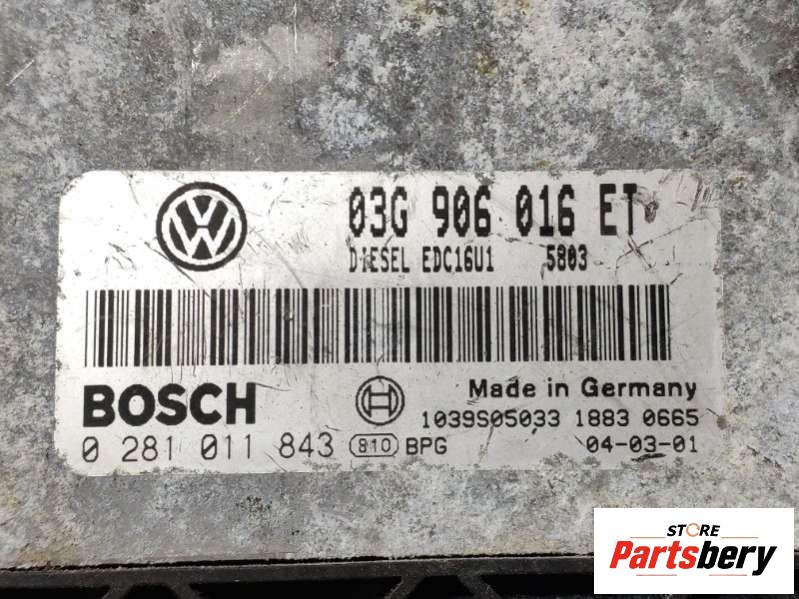 03G 906 016 ET
DIESEL EDC16U1 5803
BOSCH
Made in Germany
1039S05033 1883 0665
0 281 011 843 910 BPG 04-03-01
STORE
Partsbery